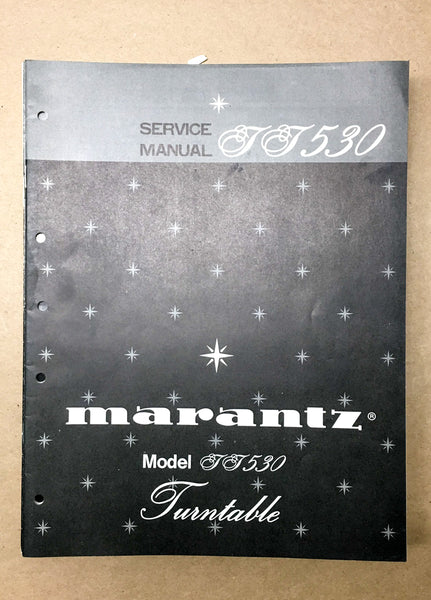 SERVICE
MANUAL TT530
marantz®
Model TT530
Turntable